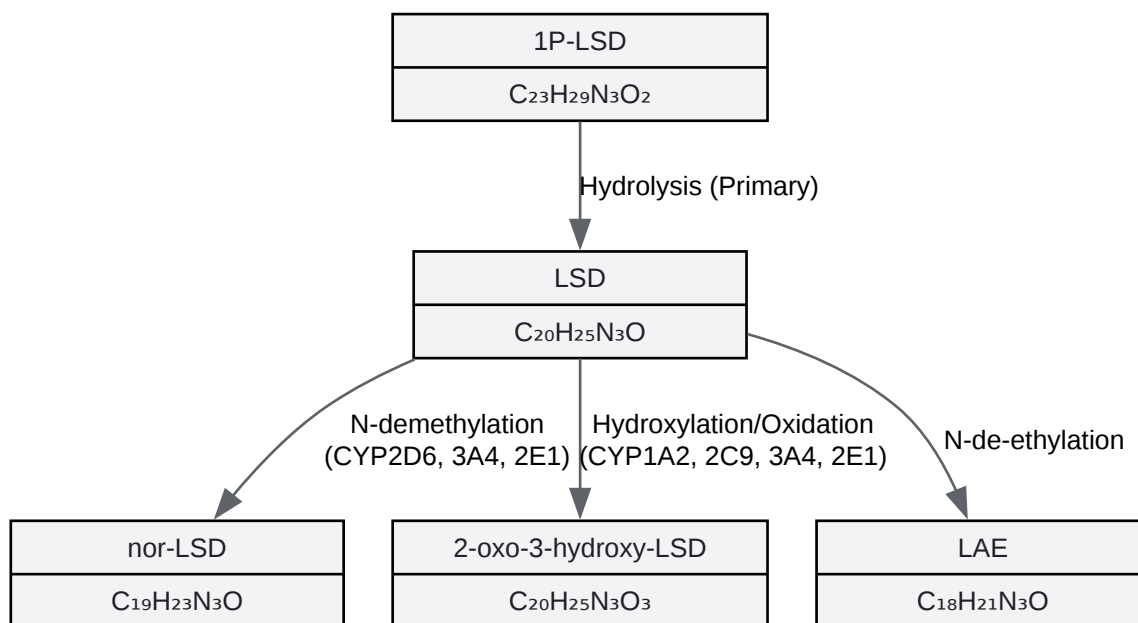 1P-LSD
C₂₃H₂₉N₃O₂
Hydrolysis (Primary)
LSD
C₂₀H₂₅N₃O
N-demethylation
(CYP2D6, 3A4, 2E1)
Hydroxylation/Oxidation
(CYP1A2, 2C9, 3A4, 2E1)
N-de-ethylation
nor-LSD
C₁₉H₂₃N₃O
2-oxo-3-hydroxy-LSD
C₂₀H₂₅N₃O₃
LAE
C₁₈H₂₁N₃O